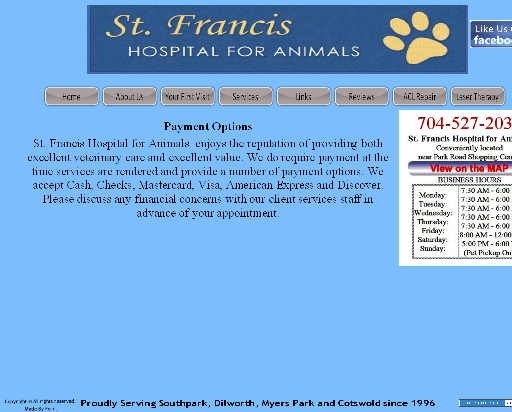 St. Francis
HOSPITAL FOR ANIMALS
Like Us
Home
About Us
Your First Visit
Services
Links
Reviews
ACL Repair
Laser Therapy
Payment Options
St. Francis Hospital for Animals enjoys the reputation of providing both
excellent veterinary care and excellent value. We do require payment at the
time services are rendered and provide a number of payment options. We
accept Cash, Checks, Mastercard, Visa, American Express and Discover.
Please discuss any financial concerns with our client services staff in
advance of your appointment.
704-527-203
St. Francis Hospital for An
Conveniently located
near Park Road Shopping Cen
View on the MAP
BUSINESS HOURS
Monday: 7:30 AM - 6:00
Tuesday: 7:30 AM - 6:00
Wednesday: 7:30 AM - 6:00
Thursday: 7:30 AM - 6:00
Friday: 7:30 AM - 6:00
Saturday: 8:00 AM - 12:00
Sunday: 5:00 PM - 6:00
(Pet Pickup On
Copyright © All rights reserved.
Made By
Proudly Serving Southpark, Dilworth, Myers Park and Cotswold since 1996